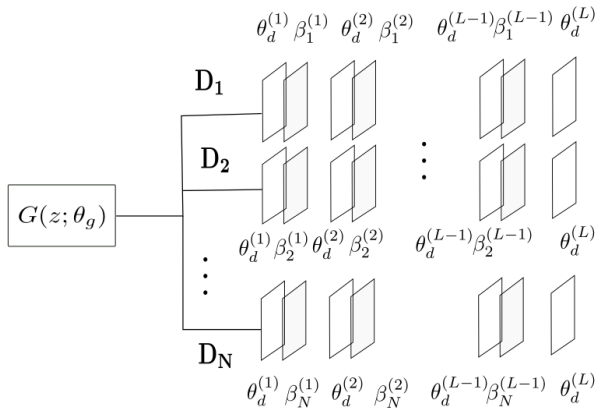 θ_d^{(1)} β_1^{(1)} θ_d^{(2)} β_1^{(2)} θ_d^{(L−1)} β_1^{(L−1)} θ_d^{(L)}
D_1
⋮
D_2
G(z; θ_g)
θ_d^{(1)} β_2^{(1)} θ_d^{(2)} β_2^{(2)} θ_d^{(L−1)} β_2^{(L−1)} θ_d^{(L)}
⋮
D_N
θ_d^{(1)} β_N^{(1)} θ_d^{(2)} β_N^{(2)} θ_d^{(L−1)} β_N^{(L−1)} θ_d^{(L)}